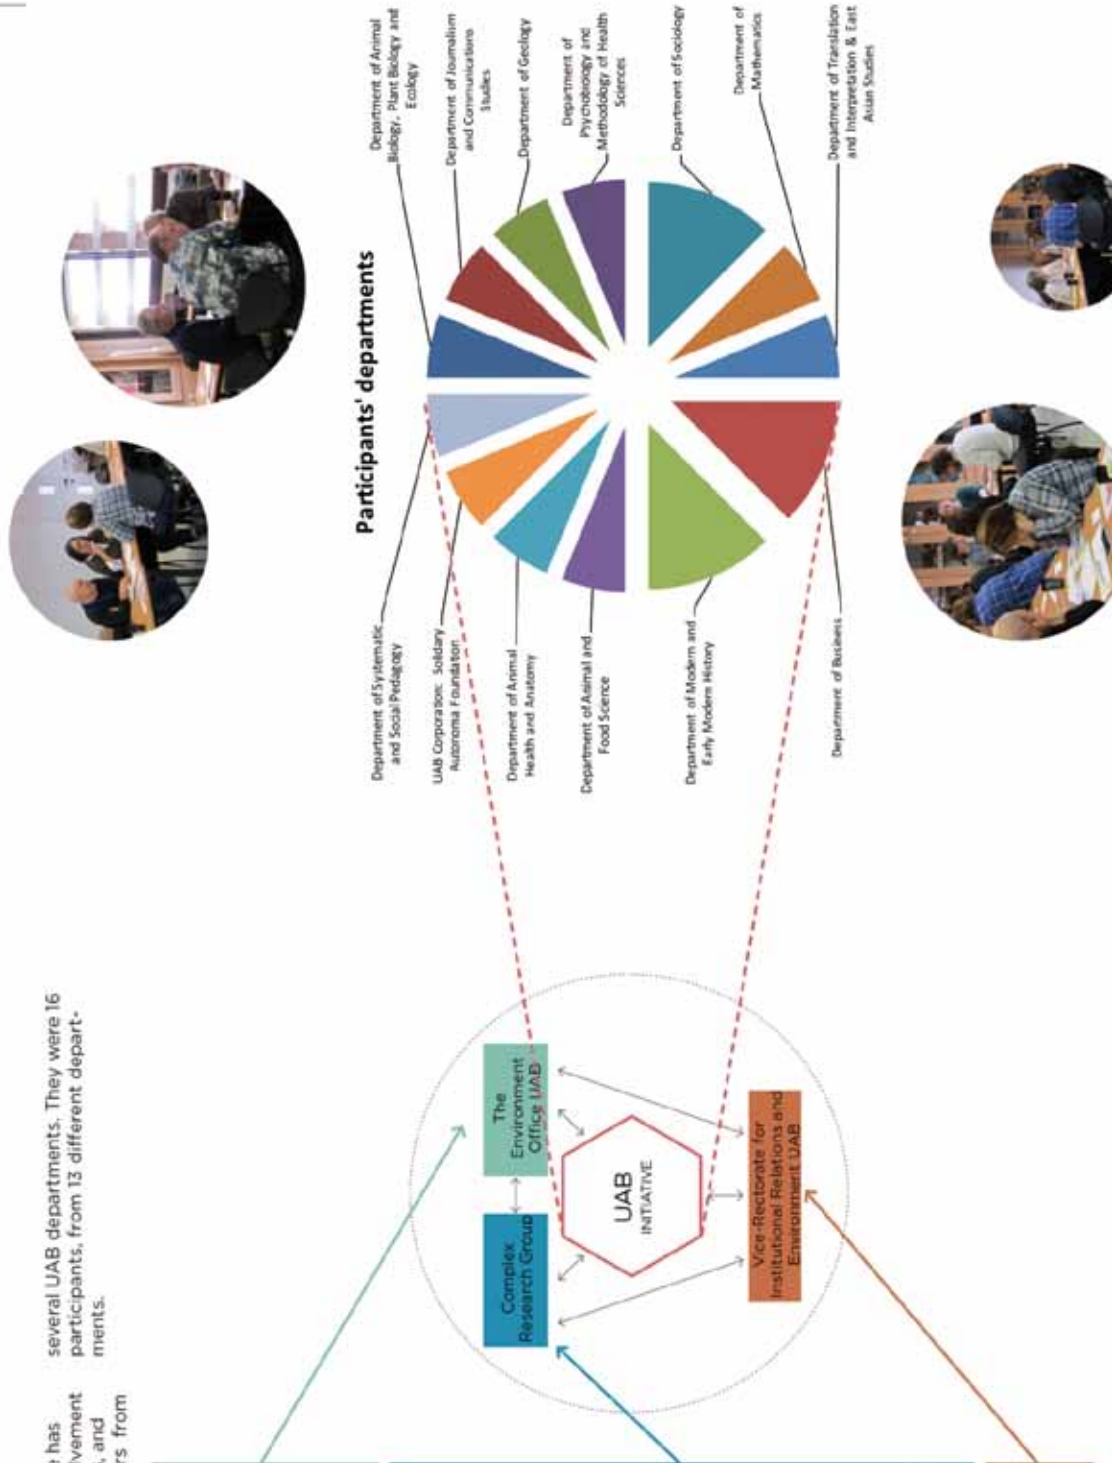 e has
lvement
, and
rs from
several UAB departments. They were 16
participants, from 13 different depart-
ments.
The
Environment
Office UAB
Complex
Research Group
UAB
INITIATIVE
Vice-Rectorate for
Institutional Relations and
Environment UAB
Participants' departments
Department of Animal
Biology, Plant Biology and
Ecology
Department of Journalism
and Communications
Studies
Department of Geology
Department of
Psychobiology and
Methodology of Health
Sciences
Department of Sociology
Department of
Mathematics
Department of Translation
and Interpretation & East
Asian Studies
Department of Business
Department of Modern and
Early Modern History
Department of Animal and
Food Science
Department of Animal
Health and Anatomy
UAB Corporation: Solidary
Autonoma Foundation
Department of Systematic
and Social Pedagogy